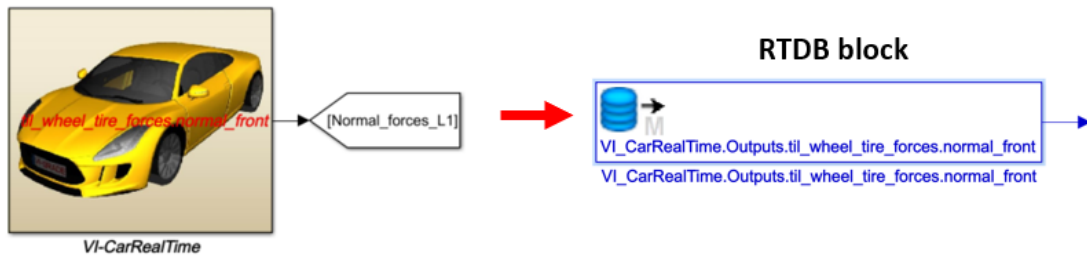 til_wheel_tire_forces.normal_front
VI-CarRealTime
[Normal_forces_L1]
RTDB block
M
VI_CarRealTime.Outputs.til_wheel_tire_forces.normal_front
VI_CarRealTime.Outputs.til_wheel_tire_forces.normal_front